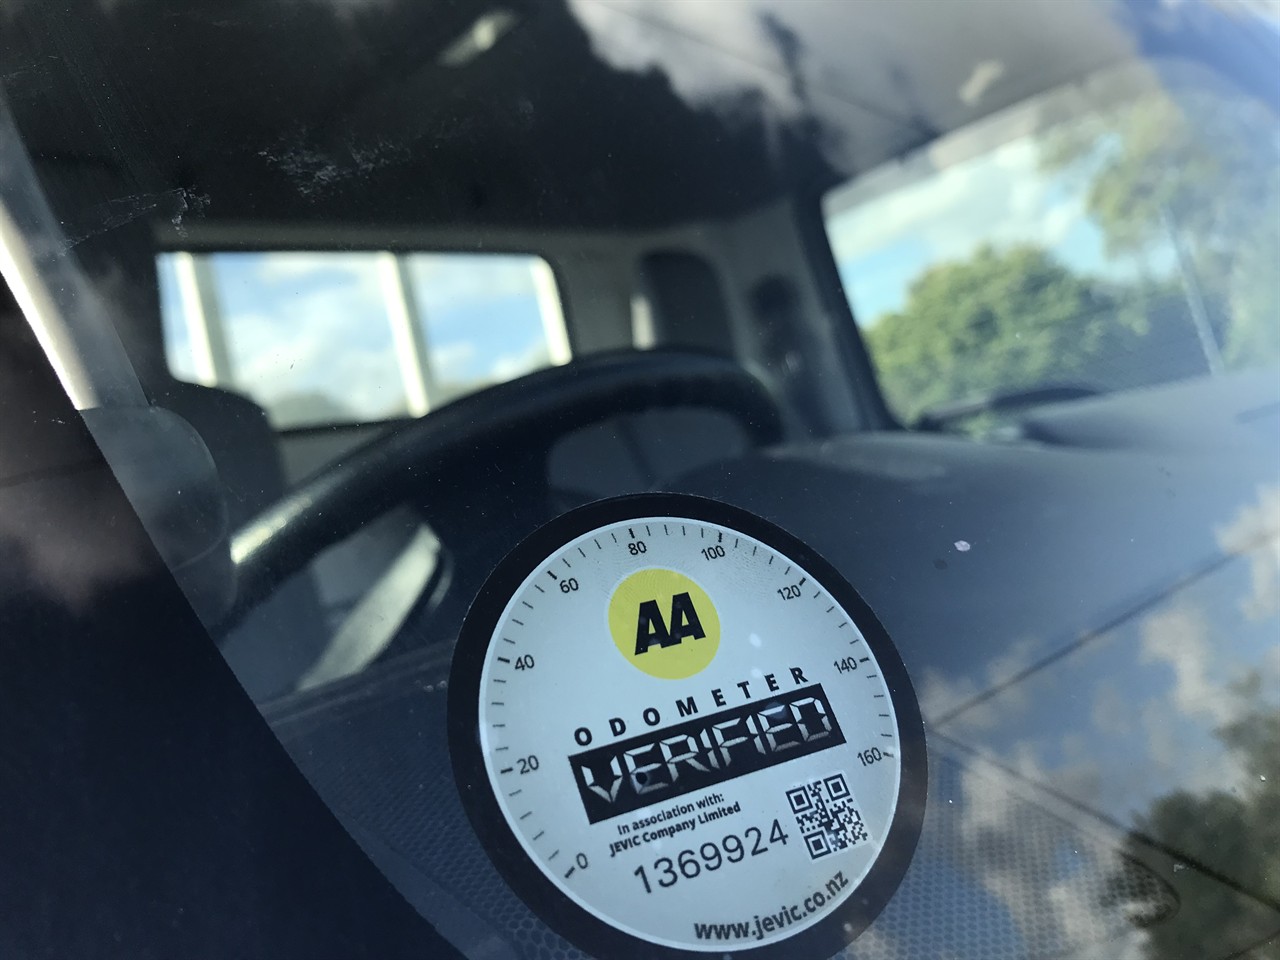 0
20
40
60
80
100
120
140
160
AA
ODOMETER
VERIFIED
In association with:
JEVIC Company Limited
1369924
www.jevic.co.nz